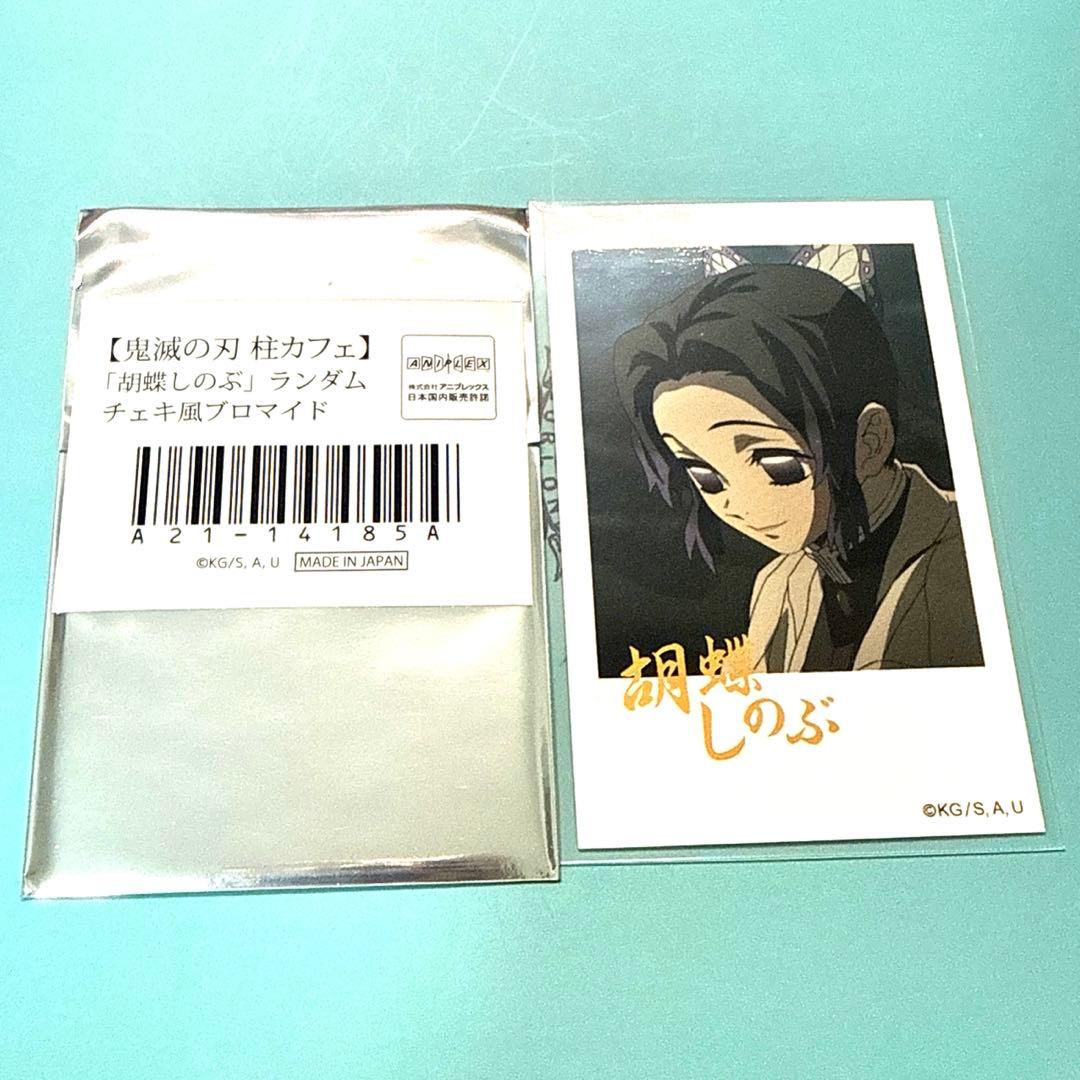 【鬼滅の刃 柱カフェ】
「胡蝶しのぶ」ランダム
チェキ風ブロマイド
ANIPLEX
株式会社アニプレックス
日本国内販売許諾
A21-14185A
©KG/S, A, U MADE IN JAPAN
胡蝶
しのぶ
©KG/S, A, U